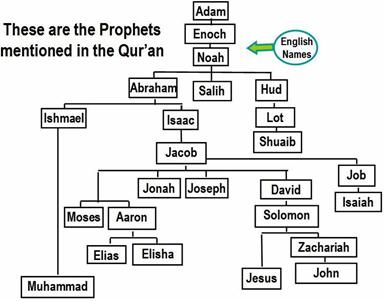 Adam
These are the Prophets
mentioned in the Qur'an
Enoch
Noah
English
Names
Abraham
Salih
Hud
Ishmael
Isaac
Lot
Shuaib
Jacob
Job
Jonah
Joseph
David
Isaiah
Moses
Aaron
Solomon
Elias
Elisha
Zachariah
Jesus
John
Muhammad